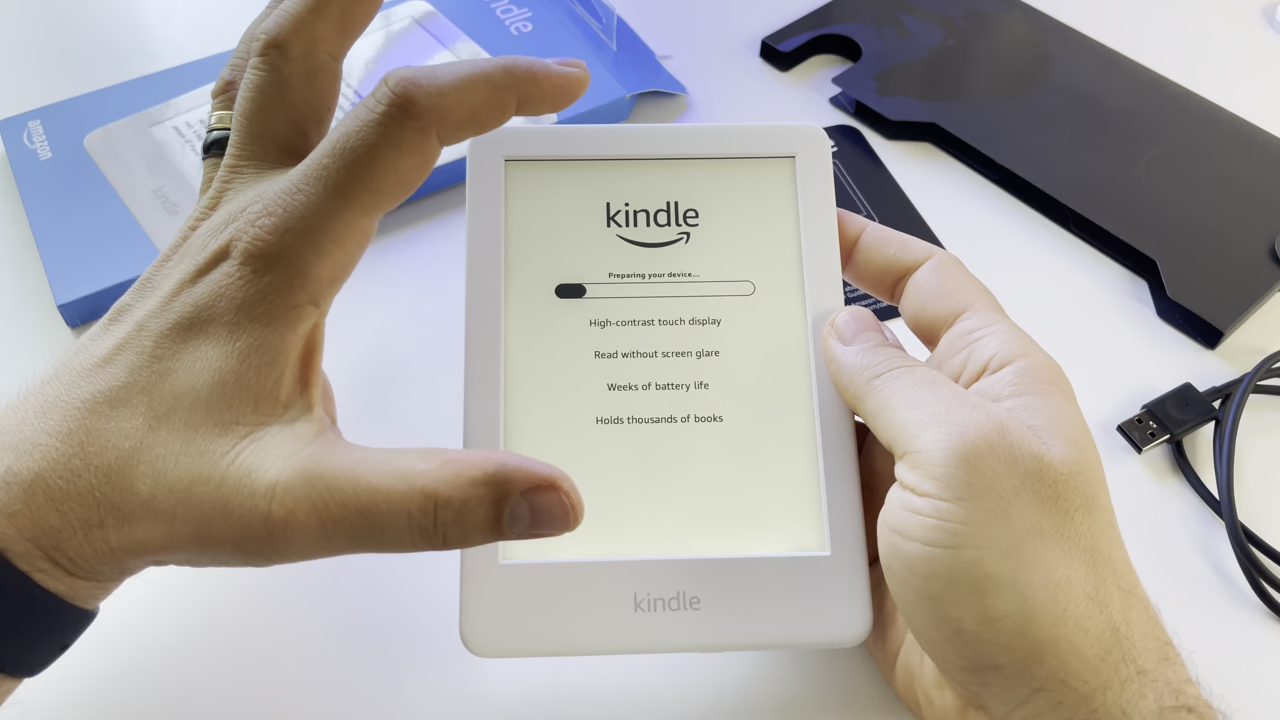 kindle
amazon
kindle
kindle
Preparing your device...
High-contrast touch display
Read without screen glare
Weeks of battery life
Holds thousands of books
kindle